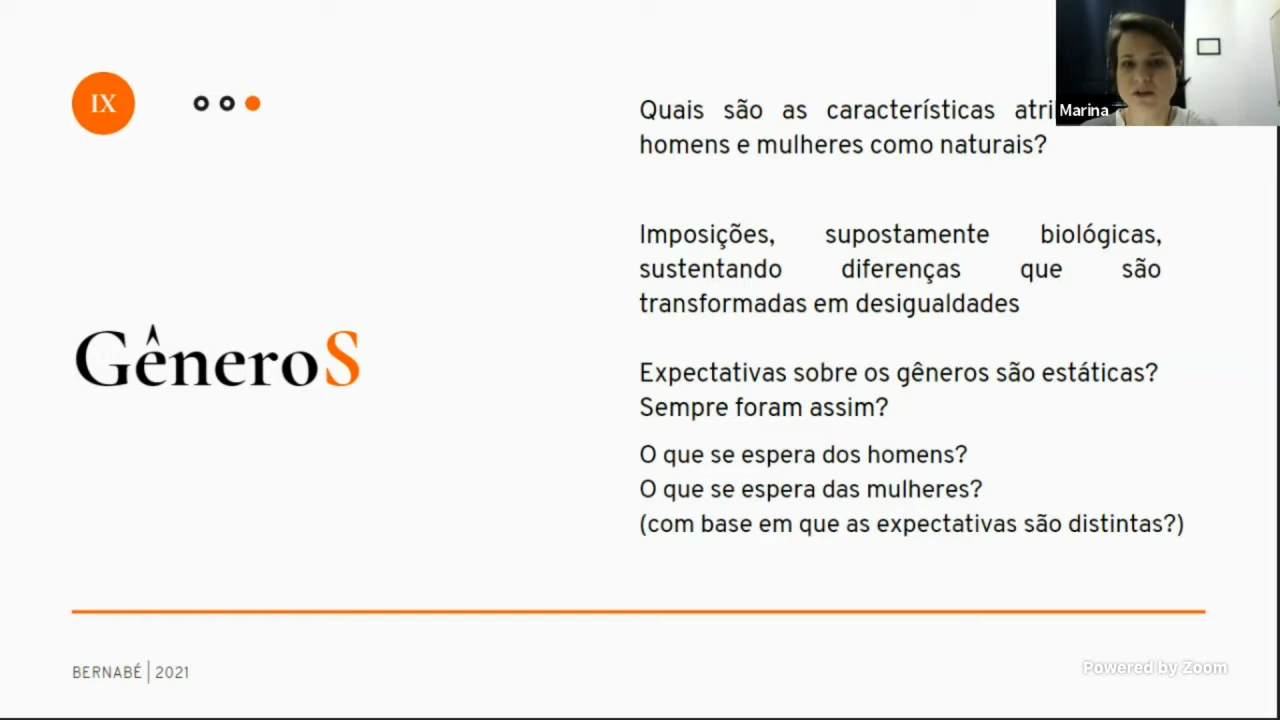 IX
Quais são as características
homens e mulheres como naturais?
Imposições, supostamente biológicas,
sustentando diferenças que são
transformadas em desigualdades
GêneroS
Expectativas sobre os gêneros são estáticas?
Sempre foram assim?
O que se espera dos homens?
O que se espera das mulheres?
(com base em que as expectativas são distintas?)
BERNABÉ | 2021
Marina
Powered by Zoom